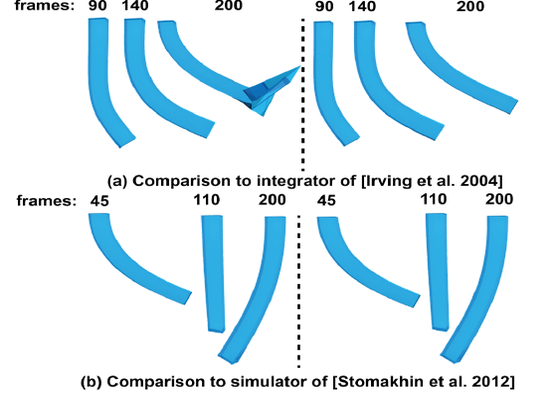 frames: 90 140 200 90 140 200
(a) Comparison to integrator of [Irving et al. 2004]
frames: 45 110 200 45 110 200
(b) Comparison to simulator of [Stomakhin et al. 2012]